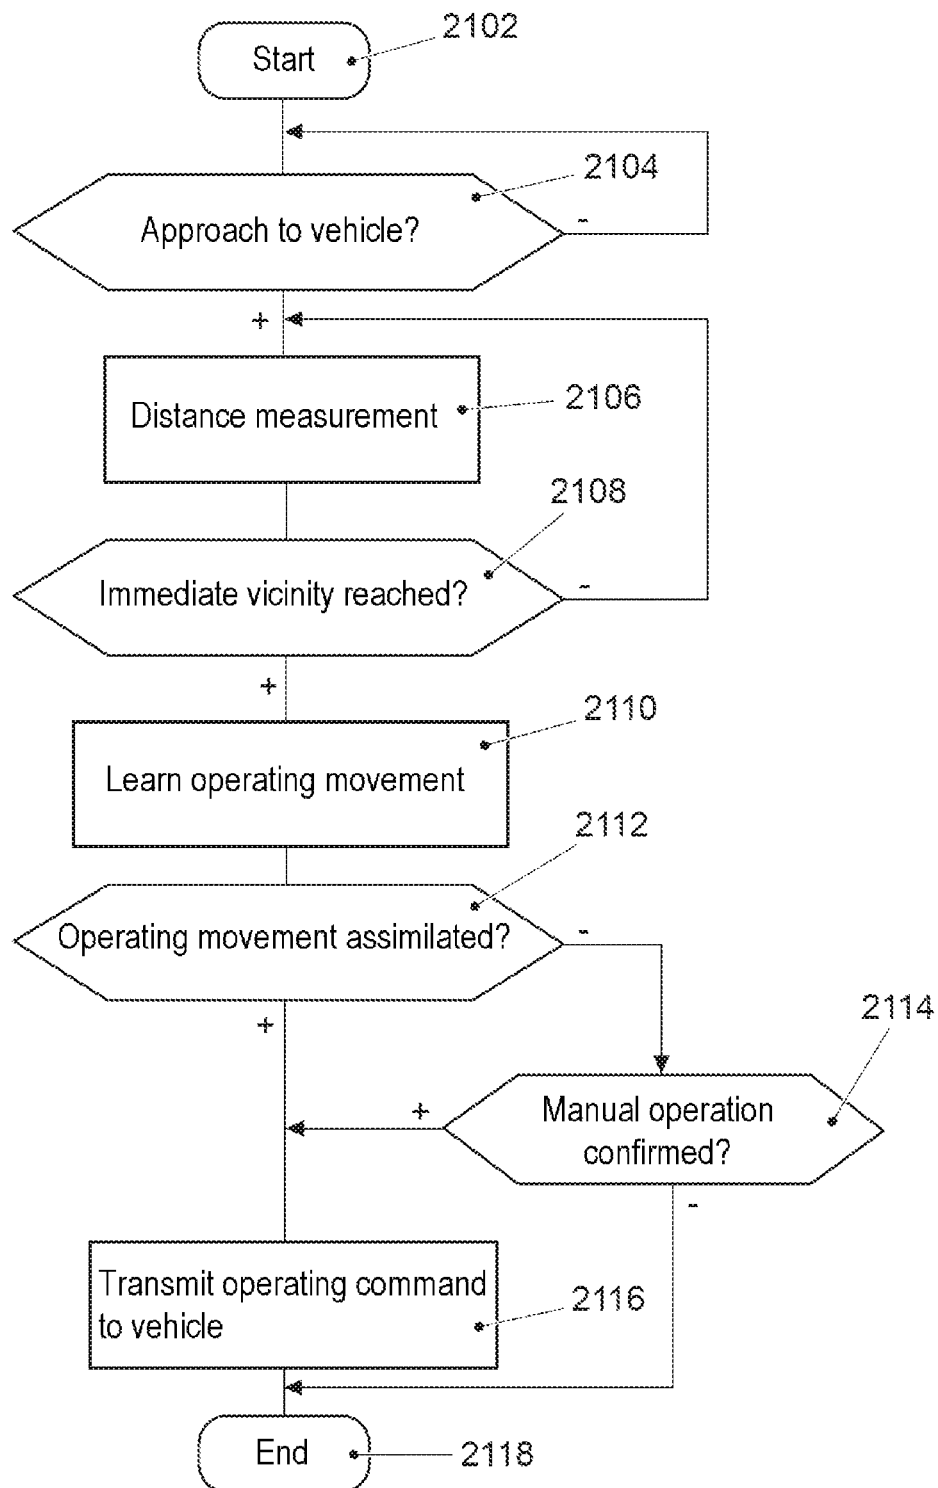 2102
Start
2104
Approach to vehicle?
-
+
Distance measurement
2106
2108
Immediate vicinity reached?
-
+
2110
Learn operating movement
2112
Operating movement assimilated?
-
+
2114
+
Manual operation
confirmed?
-
Transmit operating command
to vehicle
2116
End
2118